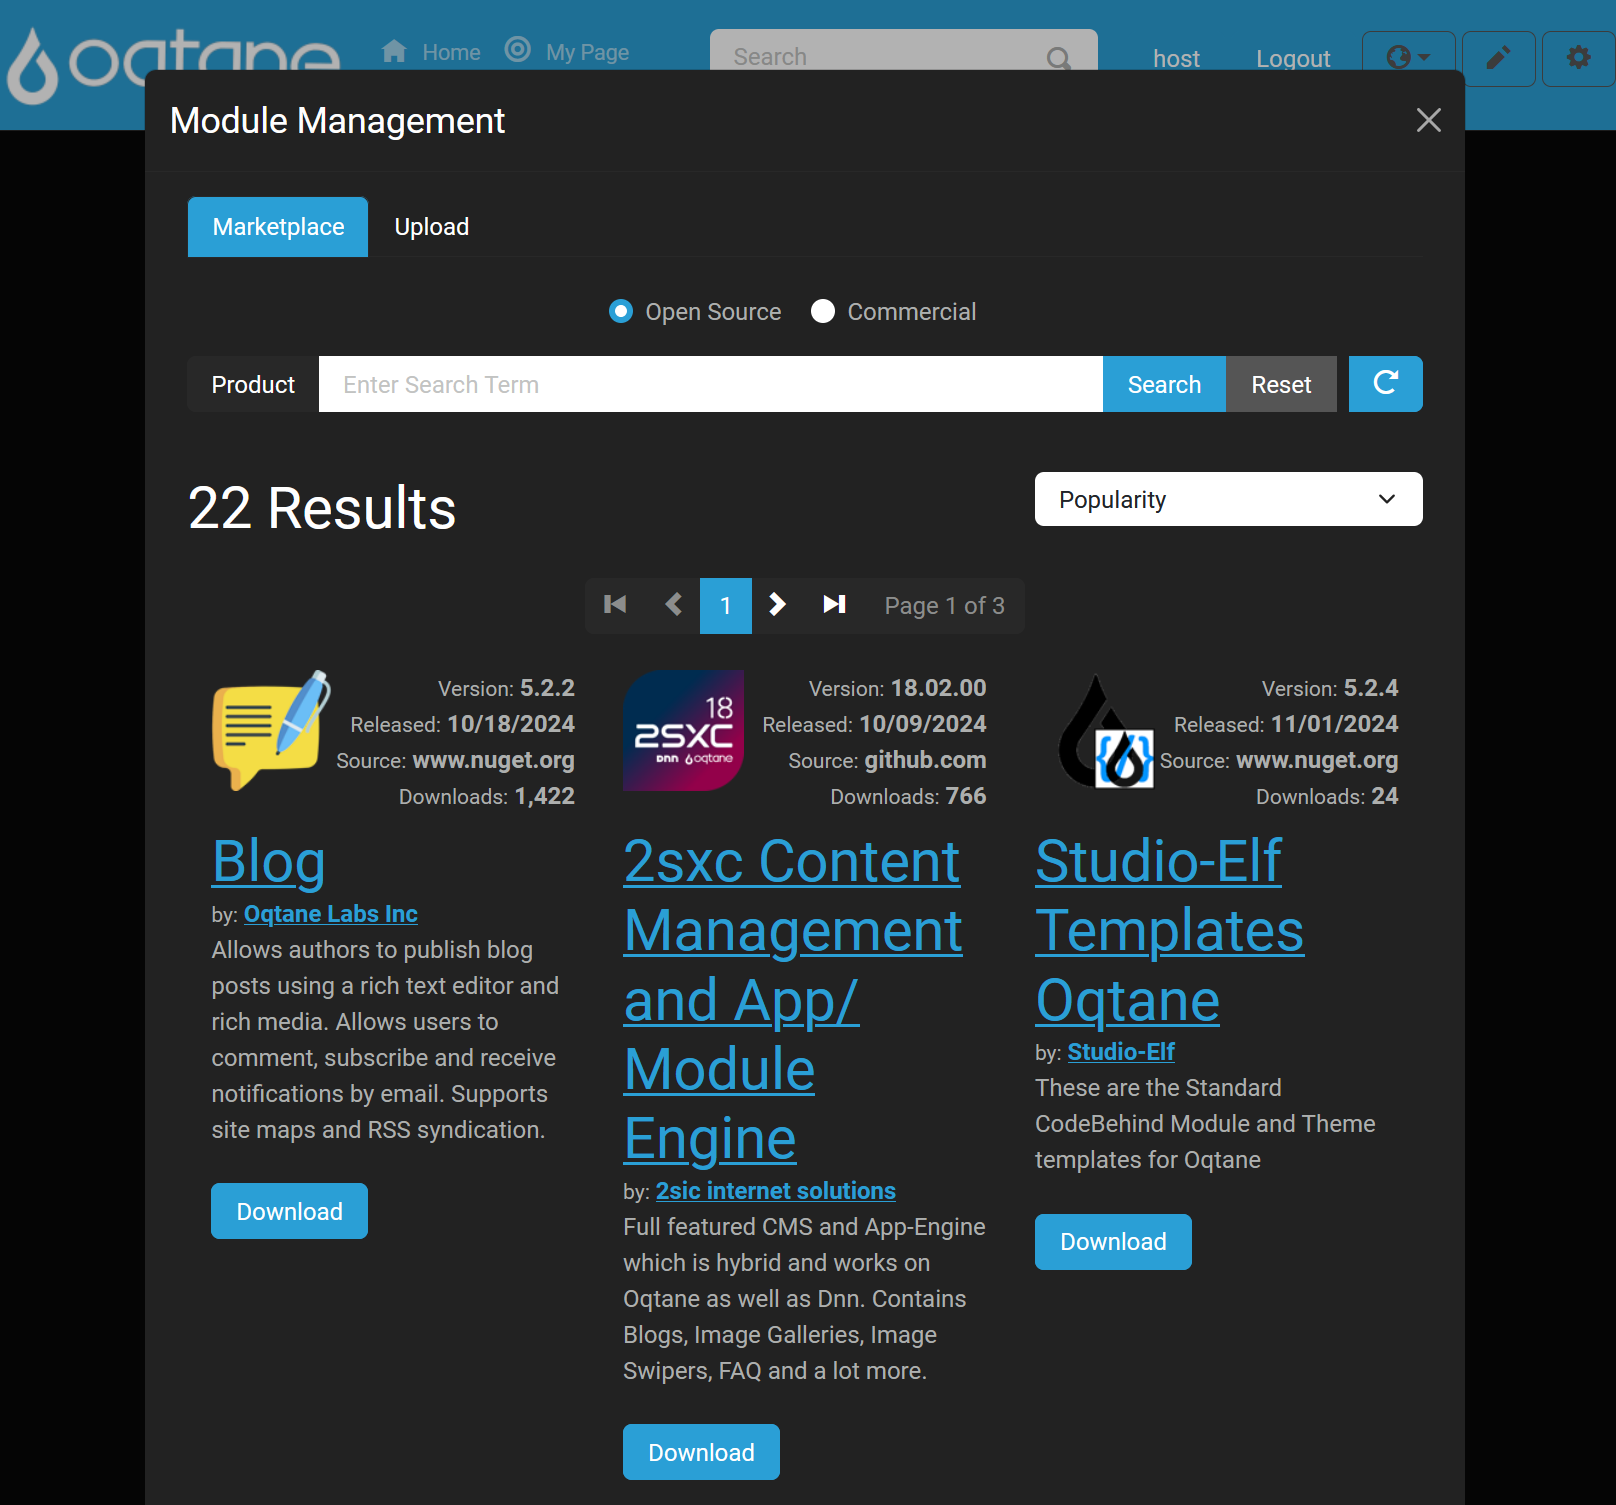 oqtane
Home
My Page
Search
host
Logout
Module Management
Marketplace
Upload
Open Source
Commercial
Product
Enter Search Term
Search
Reset
22 Results
Popularity
1
Page 1 of 3
Version: 5.2.2
Released: 10/18/2024
Source: www.nuget.org
Downloads: 1,422
Blog
by: Oqtane Labs Inc
Allows authors to publish blog
posts using a rich text editor and
rich media. Allows users to
comment, subscribe and receive
notifications by email. Supports
site maps and RSS syndication.
Download
18
2SXC
DNN oqtane
Version: 18.02.00
Released: 10/09/2024
Source: github.com
Downloads: 766
2sxc Content
Management
and App/
Module
Engine
by: 2sic internet solutions
Full featured CMS and App-Engine
which is hybrid and works on
Oqtane as well as Dnn. Contains
Blogs, Image Galleries, Image
Swipers, FAQ and a lot more.
Download
Version: 5.2.4
Released: 11/01/2024
Source: www.nuget.org
Downloads: 24
Studio-Elf
Templates
Oqtane
by: Studio-Elf
These are the Standard
CodeBehind Module and Theme
templates for Oqtane
Download